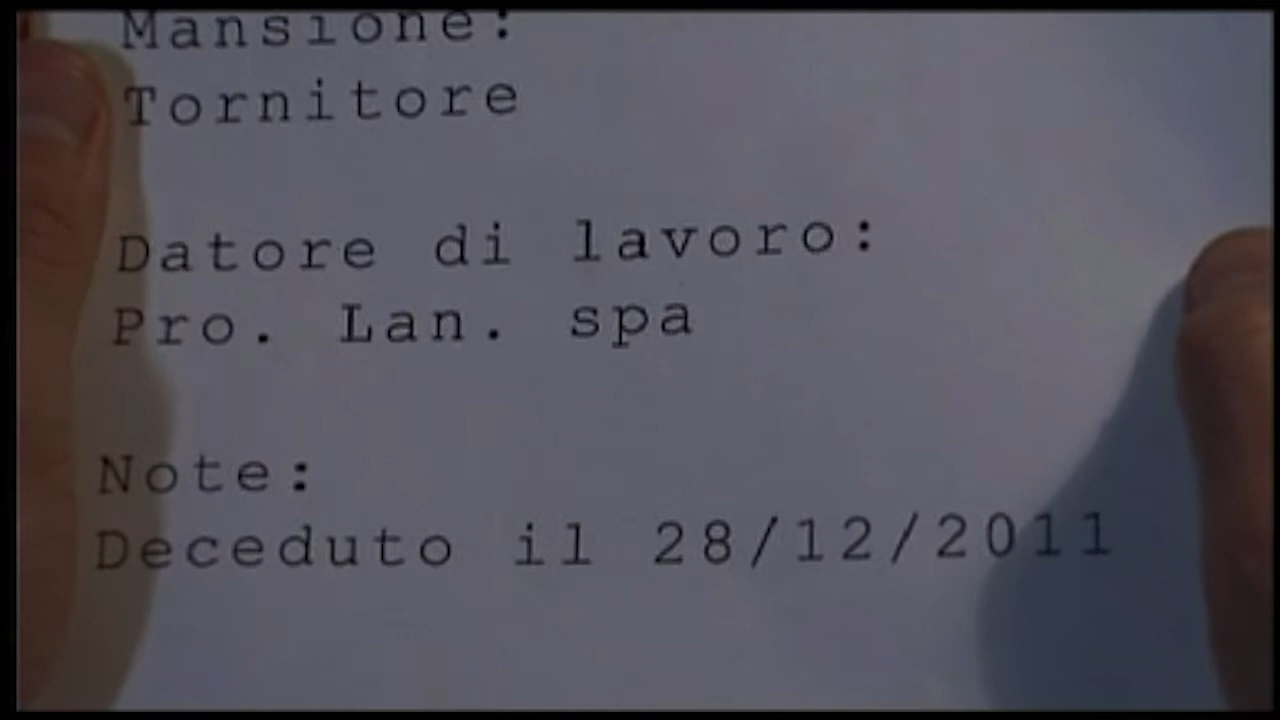 Mansione:
Tornitore
Datore di lavoro:
Pro. Lan. spa
Note:
Deceduto il 28/12/2011